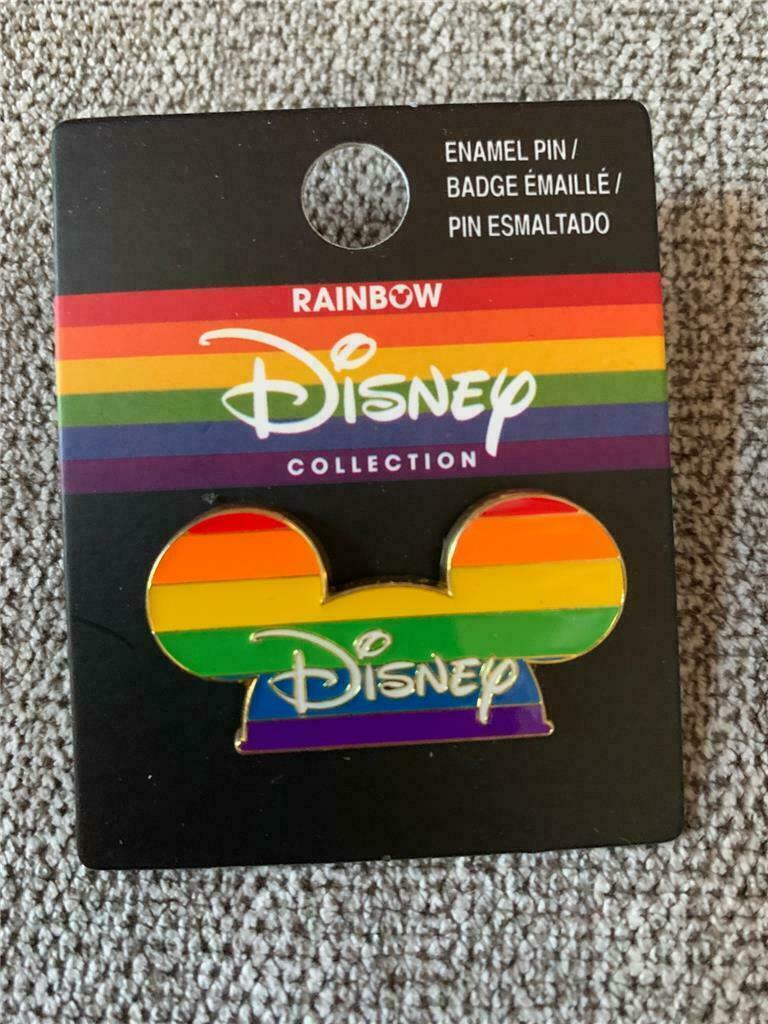 ENAMEL PIN /
BADGE ÉMAILLÉ /
PIN ESMALTADO
RAINBOW
Disney
COLLECTION
Disney